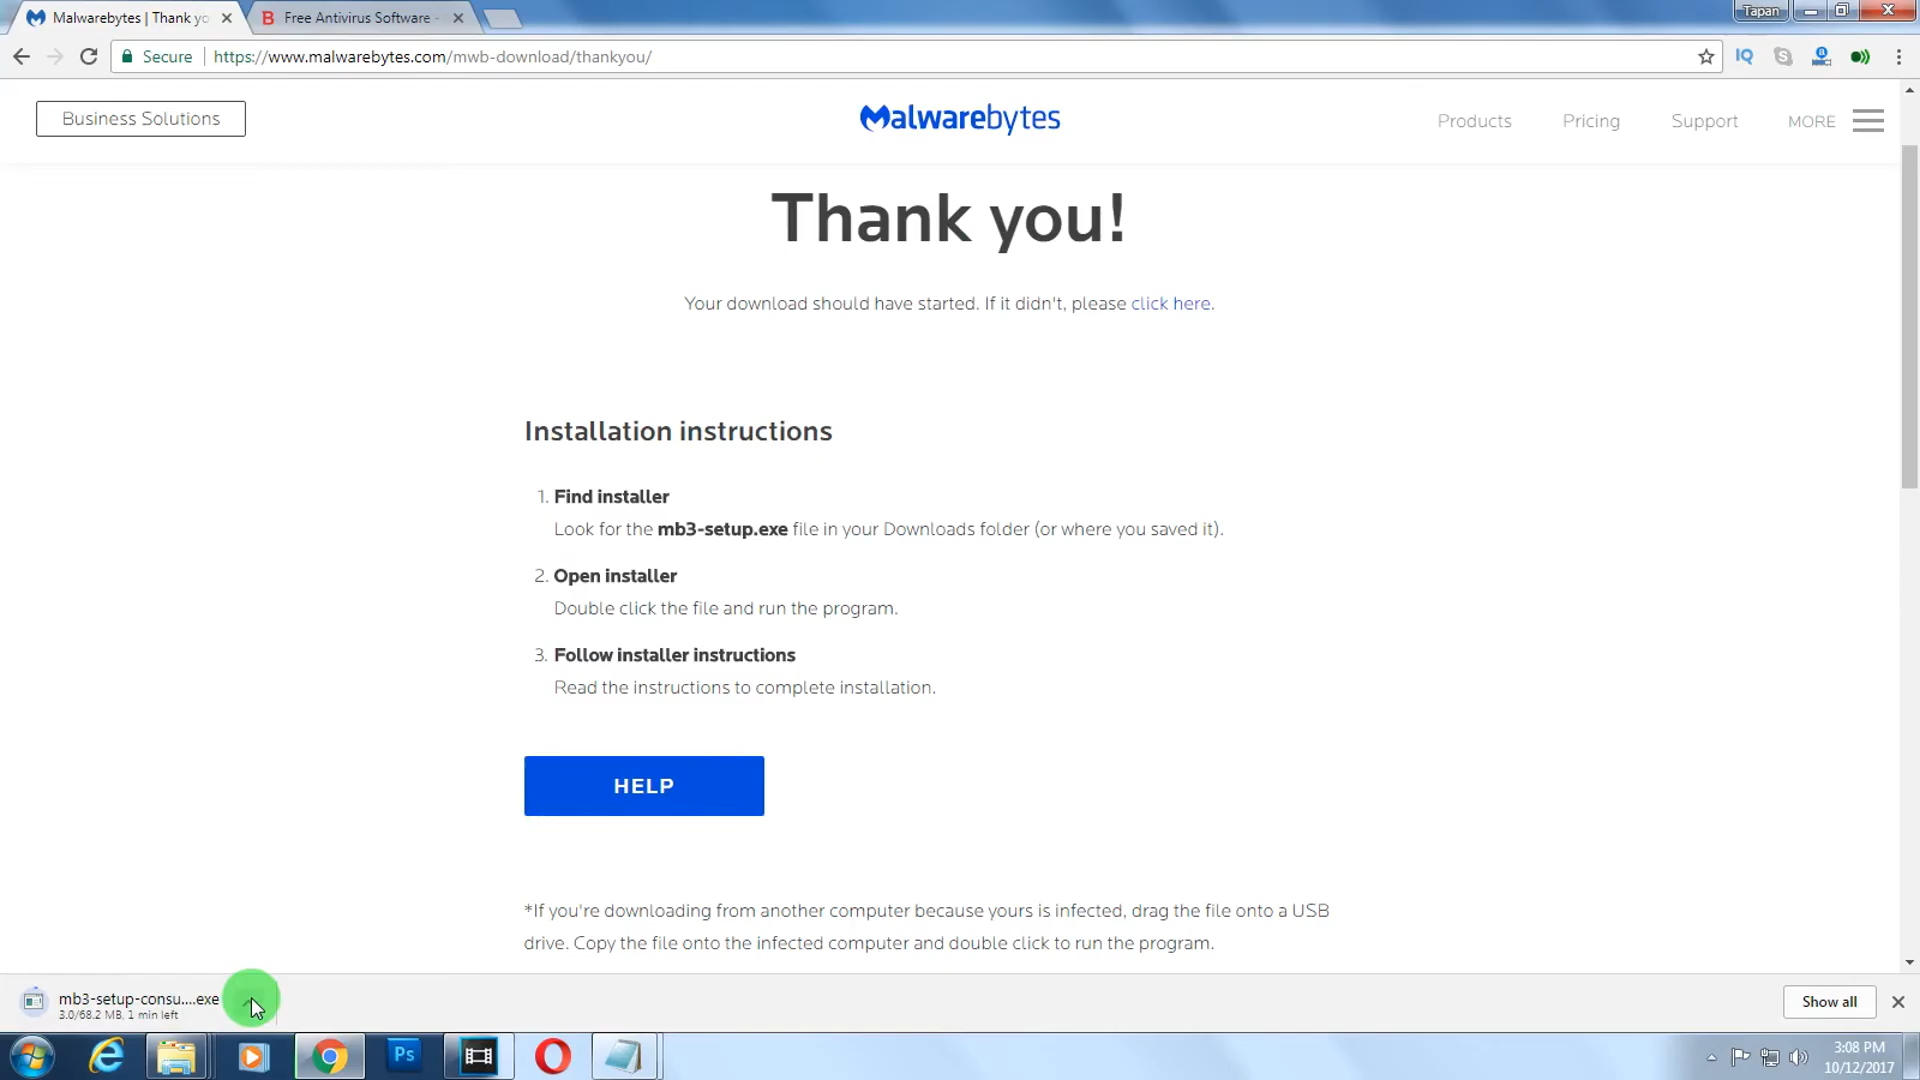 Malwarebytes | Thank yo
Free Antivirus Software -
Tapan
Secure
https://www.malwarebytes.com/mwb-download/thankyou/
IQ
Business Solutions
Malwarebytes
Products
Pricing
Support
MORE
Thank you!
Your download should have started. If it didn't, please click here.
Installation instructions
1. Find installer
Look for the mb3-setup.exe file in your Downloads folder (or where you saved it).
2. Open installer
Double click the file and run the program.
3. Follow installer instructions
Read the instructions to complete installation.
HELP
*If you're downloading from another computer because yours is infected, drag the file onto a USB
drive. Copy the file onto the infected computer and double click to run the program.
mb3-setup-consu....exe
3.0/68.2 MB, 1 min left
Show all
Ps
3:08 PM
10/12/2017